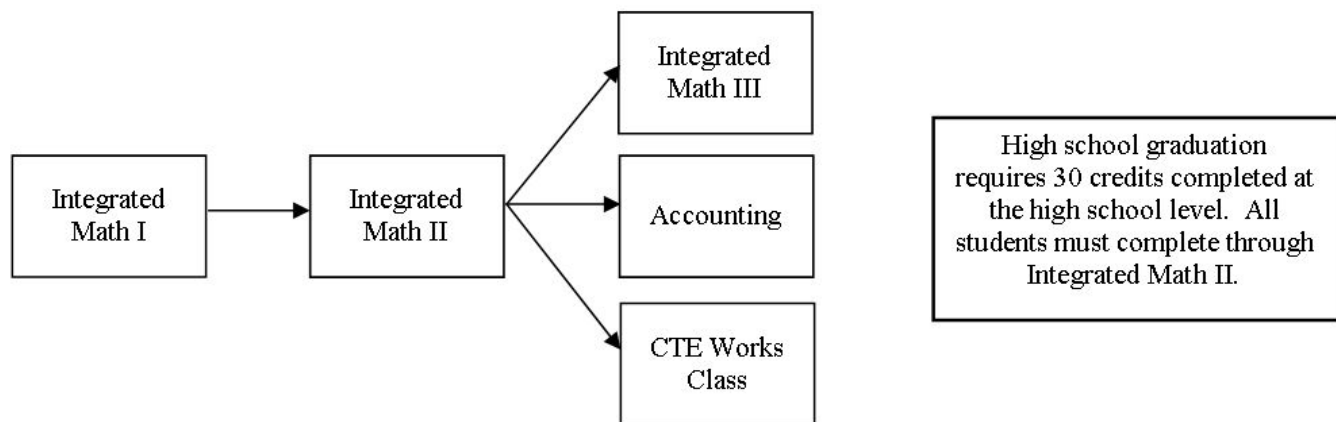 Integrated
Math I
Integrated
Math II
Integrated
Math III
Accounting
CTE Works
Class
High school graduation
requires 30 credits completed at
the high school level.  All
students must complete through
Integrated Math II.